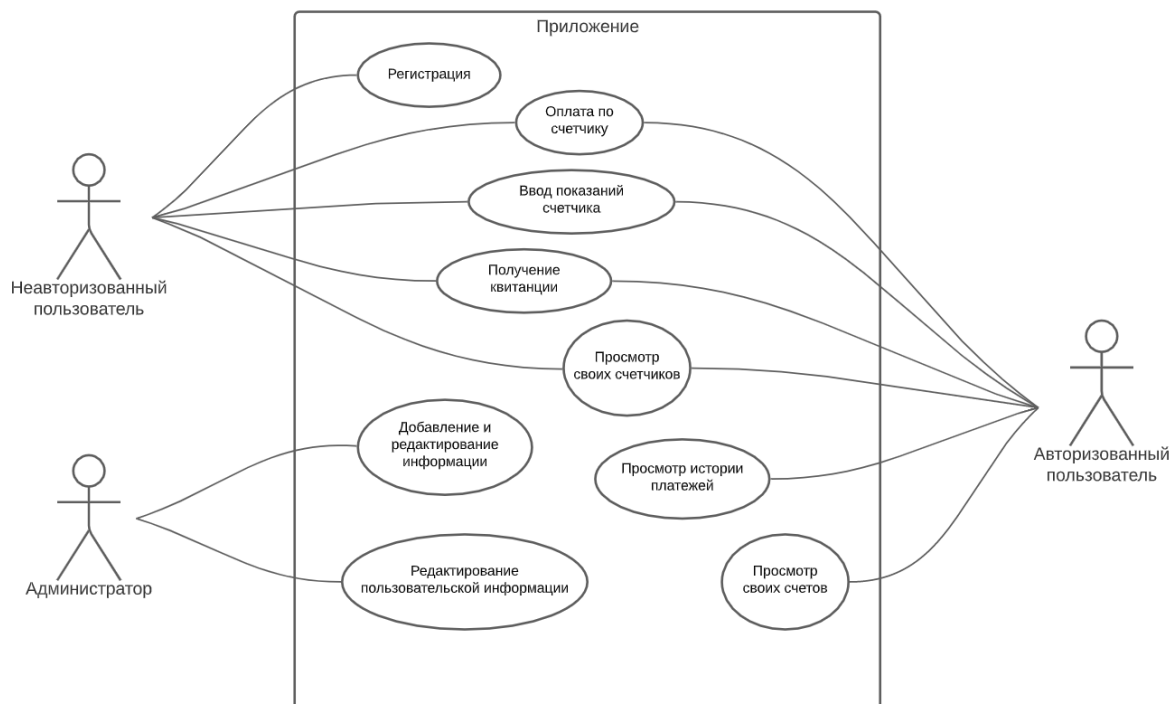 Приложение
Регистрация
Оплата по
счетчику
Ввод показаний
счетчика
Получение
квитанции
Неавторизованный
пользователь
Просмотр
своих счетчиков
Добавление и
редактирование
информации
Просмотр истории
платежей
Авторизованный
пользователь
Редактирование
пользовательской информации
Просмотр
своих счетов
Администратор